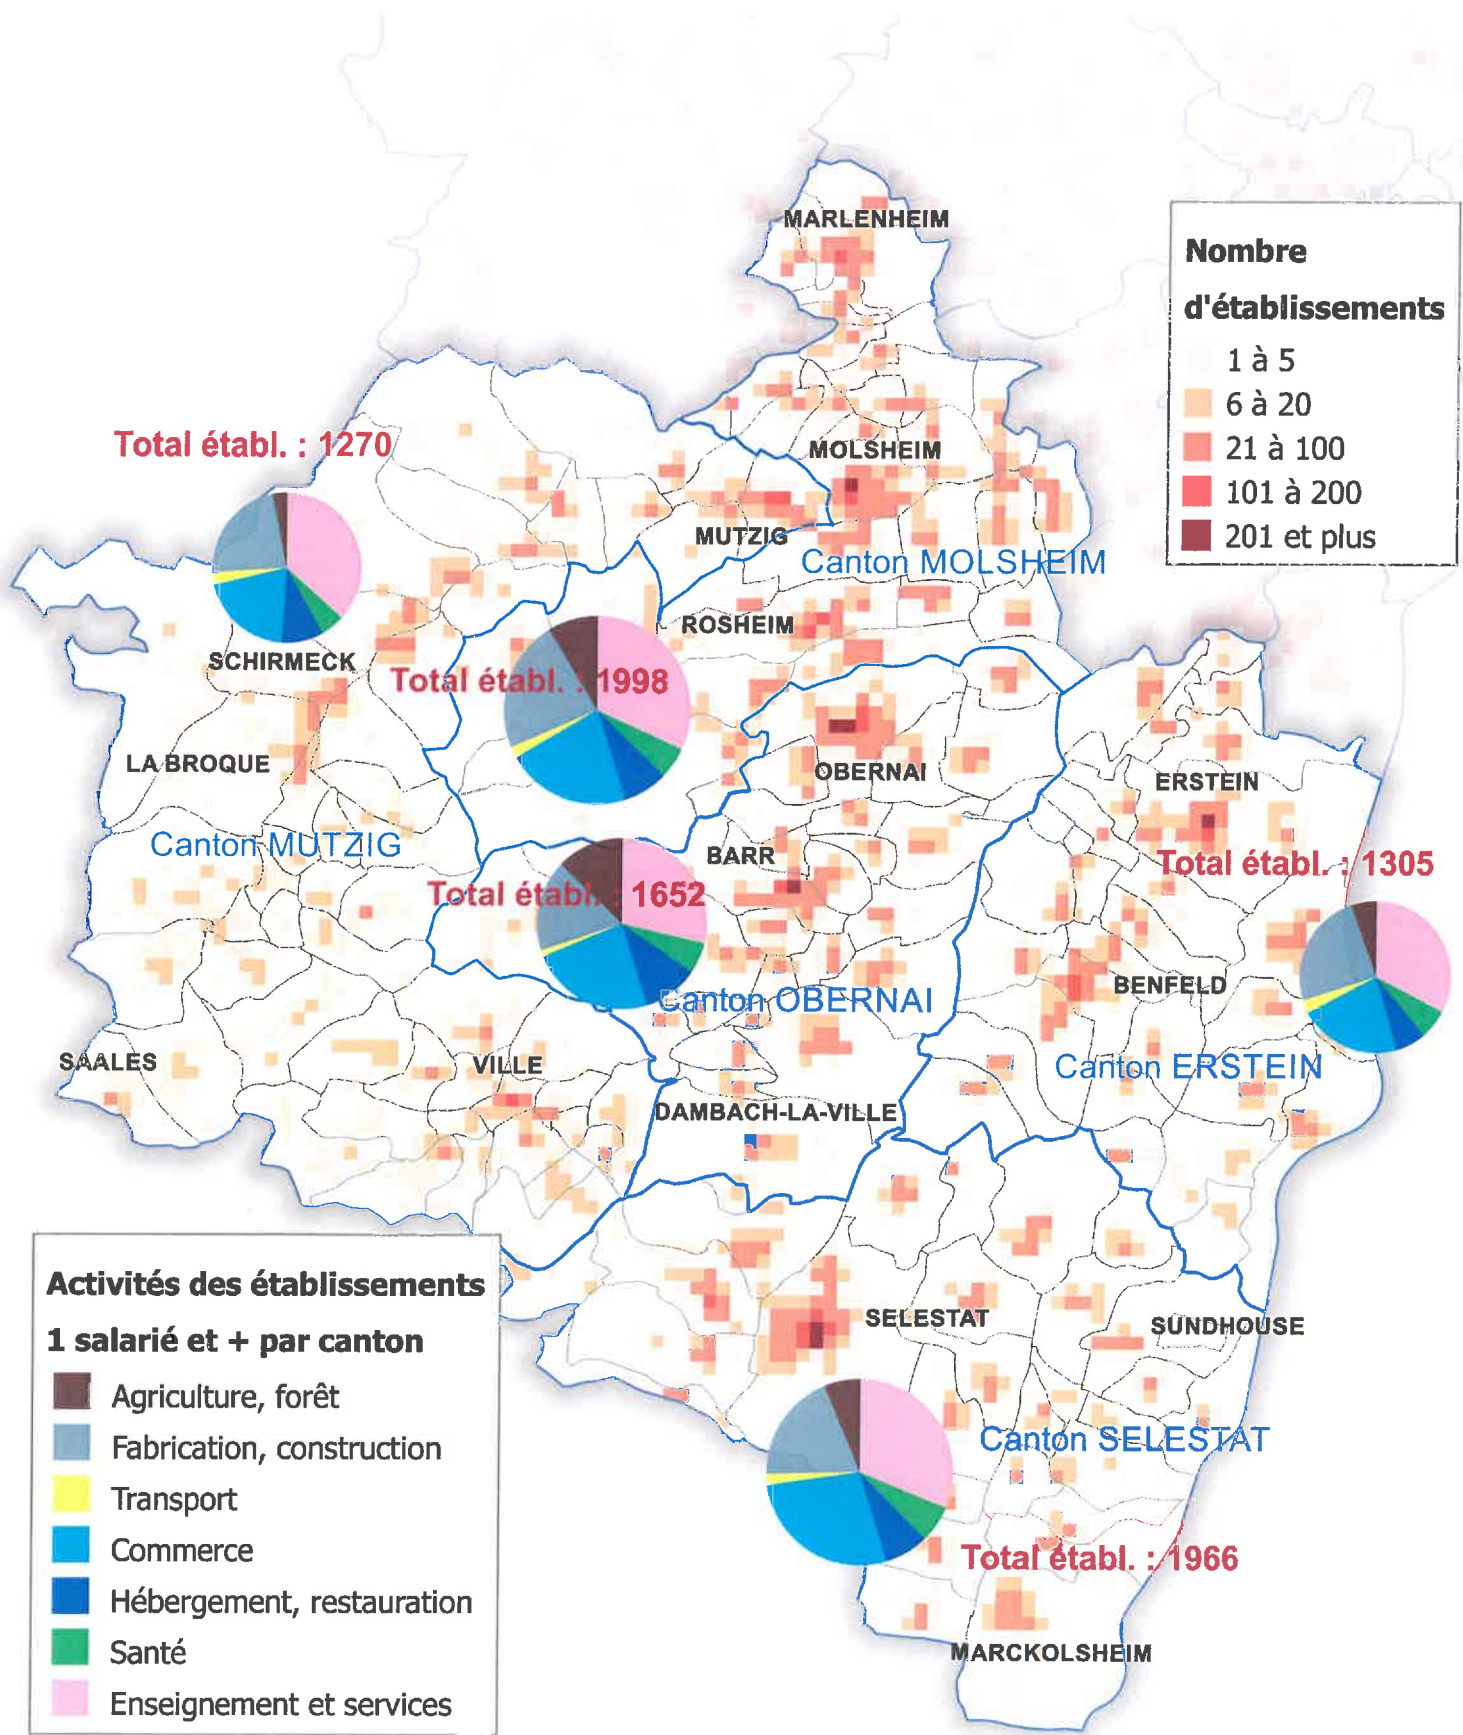 MARLENHEIM
Nombre
d'établissements
1 à 5
6 à 20
21 à 100
101 à 200
201 et plus
Total établ. : 1270
MOLSHEIM
MUTZIG
Canton MOLSHEIM
ROSHEIM
SCHIRMECK
Total établ. : 1998
LA BROQUE
OBERNAI
ERSTEIN
Canton MUTZIG
BARR
Total établ. : 1305
Total établ. : 1652
BENFELD
Canton OBERNAI
SAALES
VILLE
Canton ERSTEIN
DAMBACH-LA-VILLE
SELESTAT
SUNDHOUSE
Canton SELESTAT
Total établ. : 1966
MARCKOLSHEIM
Activités des établissements
1 salarié et + par canton
Agriculture, forêt
Fabrication, construction
Transport
Commerce
Hébergement, restauration
Santé
Enseignement et services